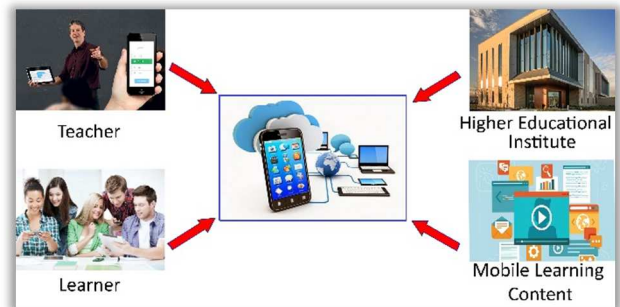 Teacher
Higher Educational
Institute
Learner
Mobile Learning
Content